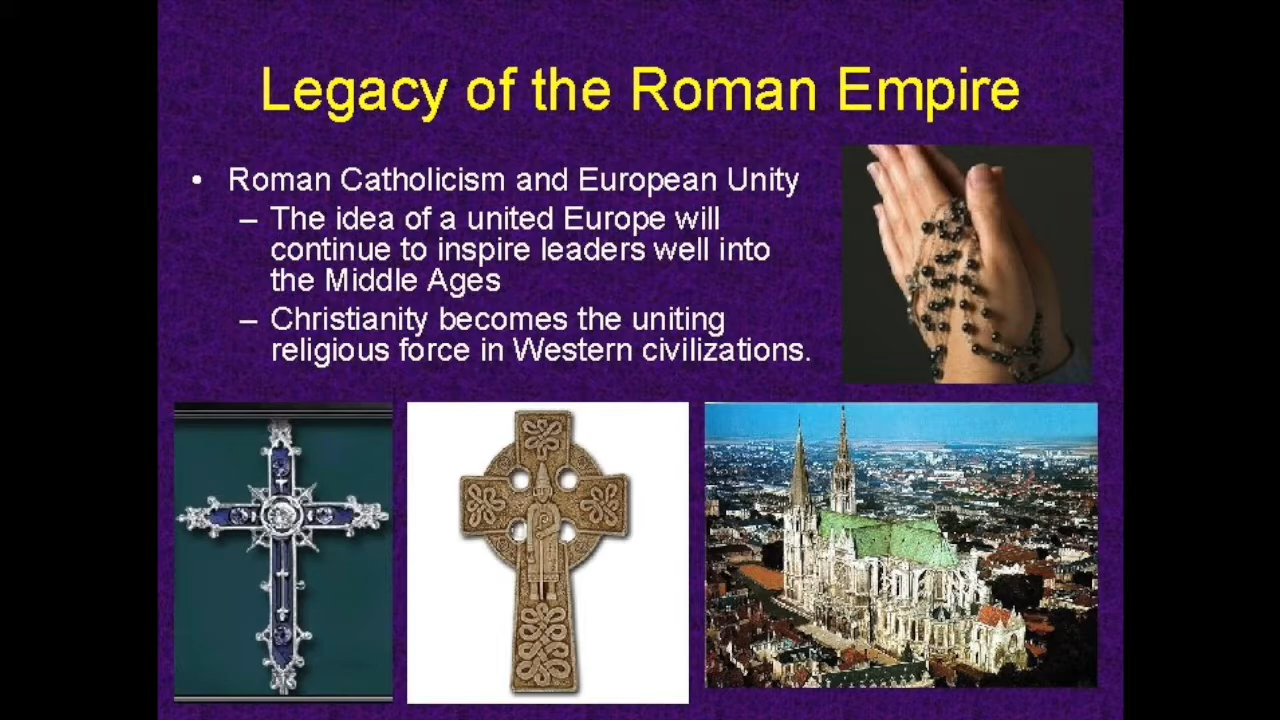 Legacy of the Roman Empire
• Roman Catholicism and European Unity
– The idea of a united Europe will
continue to inspire leaders well into
the Middle Ages
– Christianity becomes the uniting
religious force in Western civilizations.